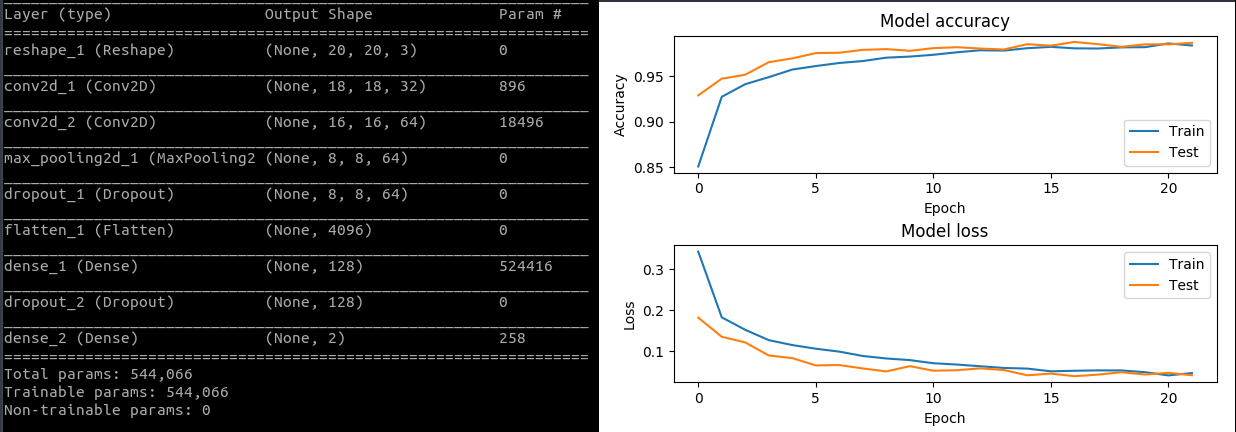 Layer (type) Output Shape Param #
reshape_1 (Reshape) (None, 20, 20, 3) 0
conv2d_1 (Conv2D) (None, 18, 18, 32) 896
conv2d_2 (Conv2D) (None, 16, 16, 64) 18496
max_pooling2d_1 (MaxPooling2 (None, 8, 8, 64) 0
dropout_1 (Dropout) (None, 8, 8, 64) 0
flatten_1 (Flatten) (None, 4096) 0
dense_1 (Dense) (None, 128) 524416
dropout_2 (Dropout) (None, 128) 0
dense_2 (Dense) (None, 2) 258
Total params: 544,066
Trainable params: 544,066
Non-trainable params: 0
Model accuracy
Accuracy
0.95
0.90
0.85
Train
Test
0 5 10 15 20
Epoch
Model loss
Loss
0.3
0.2
0.1
Train
Test
0 5 10 15 20
Epoch